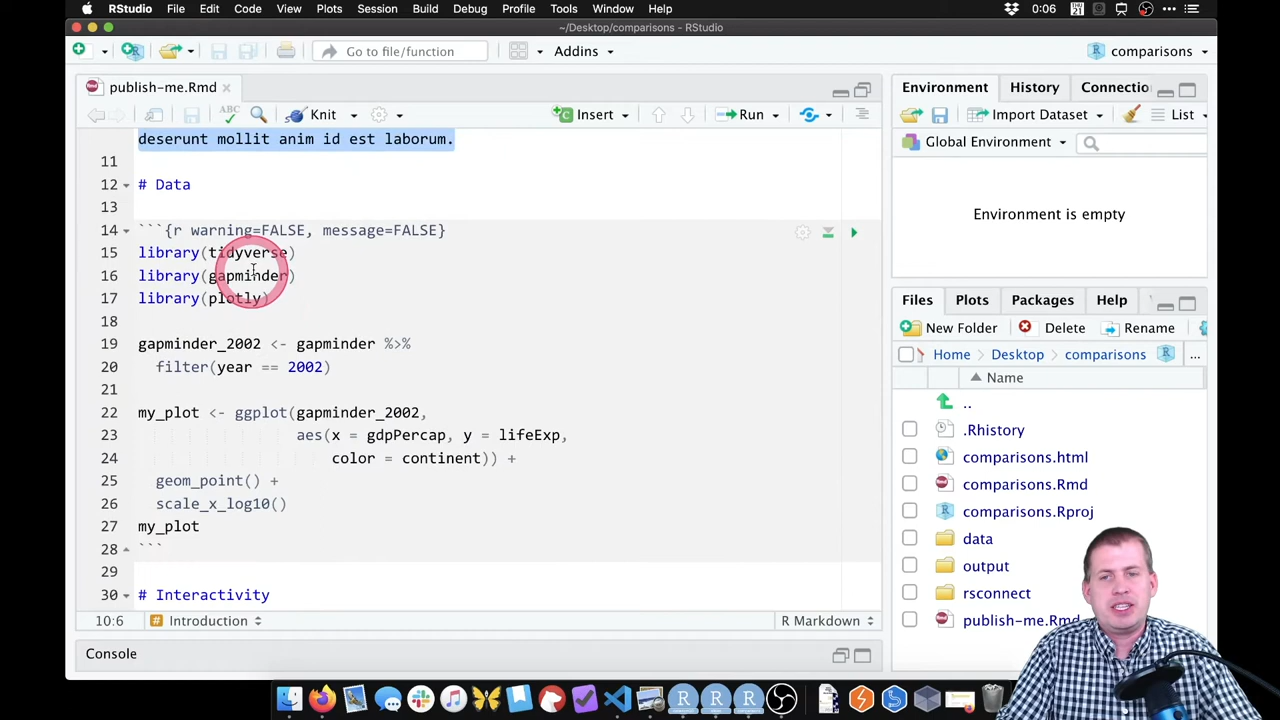 RStudio File Edit Code View Plots Session Build Debug Profile Tools Window Help 0:06 THU 21
~/Desktop/comparisons - RStudio
Go to file/function Addins comparisons
publish-me.Rmd
ABC Knit Insert Run
deserunt mollit anim id est laborum.
11
12 # Data
13
14 ```{r warning=FALSE, message=FALSE}
15 library(tidyverse)
16 library(gapminder)
17 library(plotly)
18
19 gapminder_2002 <- gapminder %>%
20 filter(year == 2002)
21
22 my_plot <- ggplot(gapminder_2002,
23 aes(x = gdpPercap, y = lifeExp,
24 color = continent)) +
25 geom_point() +
26 scale_x_log10()
27 my_plot
28 ```
29
30 # Interactivity
10:6 # Introduction R Markdown
Console
Environment History Connectio
Import Dataset List
Global Environment
Environment is empty
Files Plots Packages Help
New Folder Delete Rename
Home Desktop comparisons ...
Name
..
.Rhistory
comparisons.html
comparisons.Rmd
comparisons.Rproj
data
output
rsconnect
publish-me.Rmd